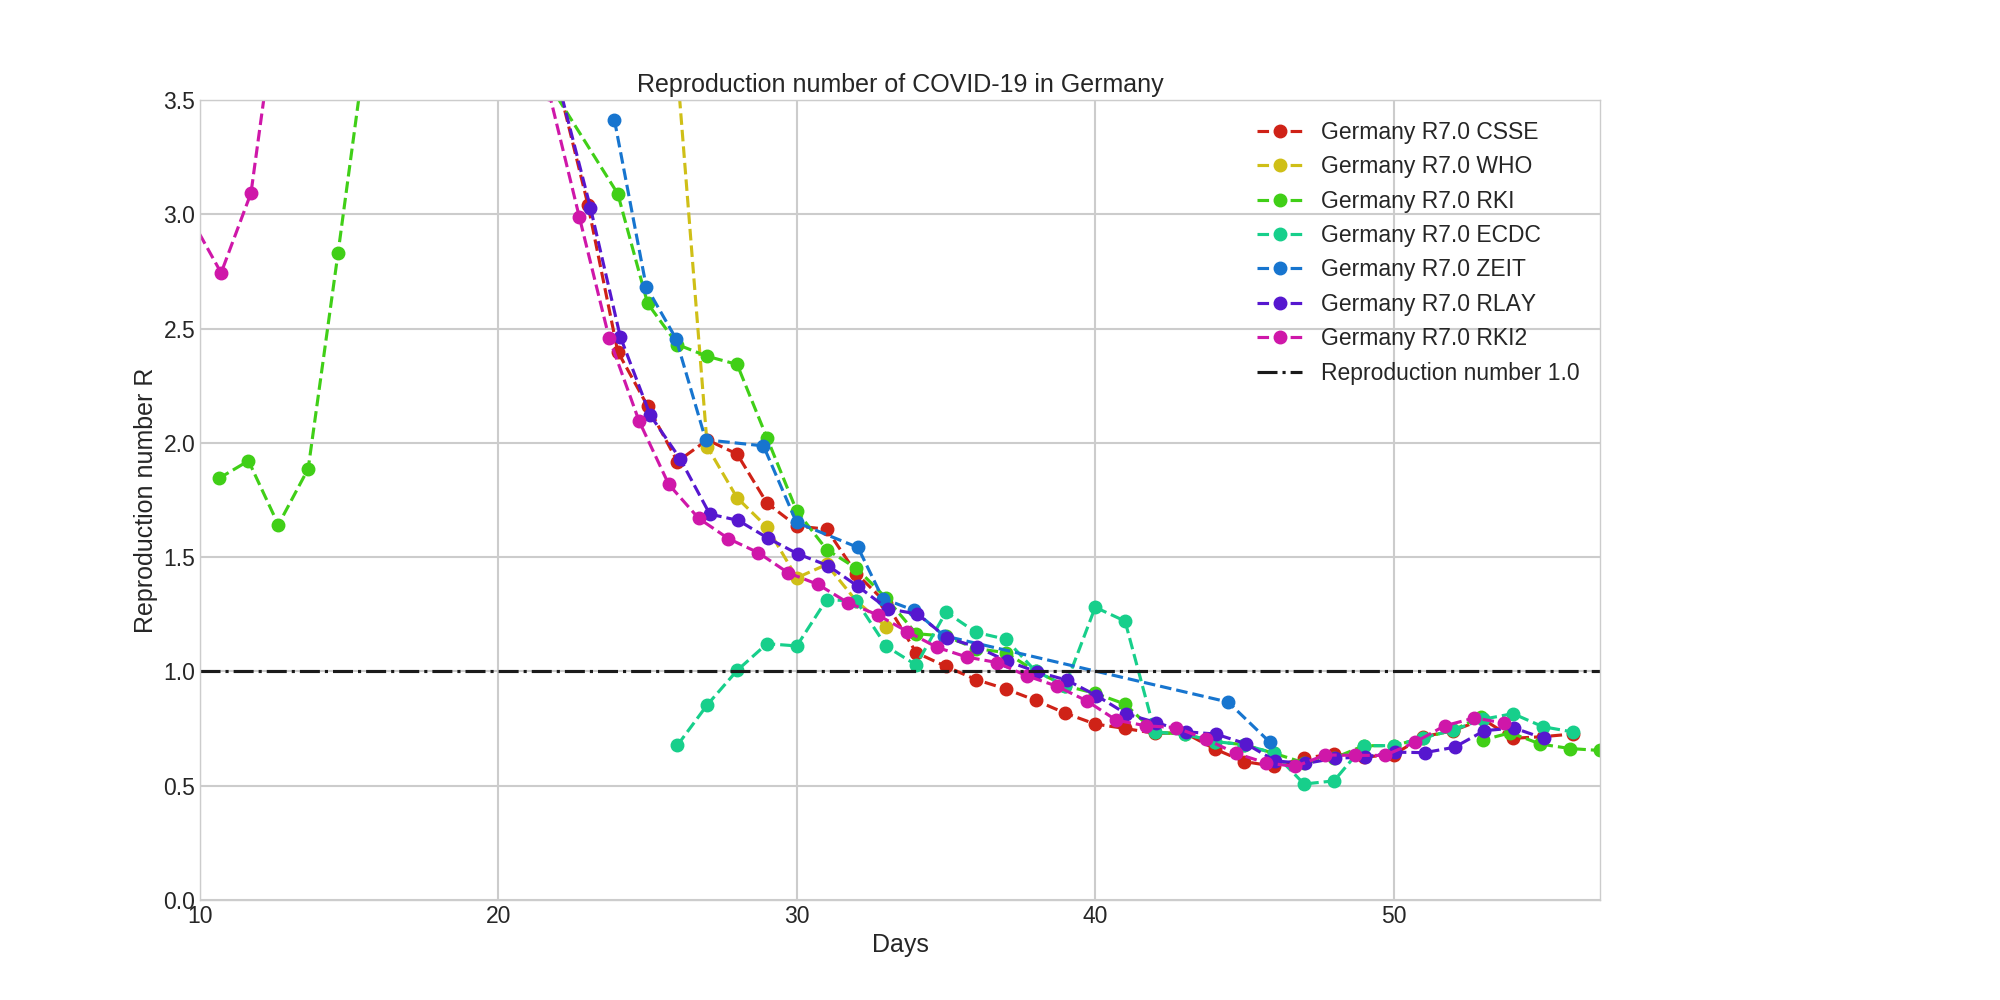 Reproduction number of COVID-19 in Germany
3.5
3.0
2.5
2.0
1.5
1.0
0.5
0.0
Reproduction number R
Germany R7.0 CSSE
Germany R7.0 WHO
Germany R7.0 RKI
Germany R7.0 ECDC
Germany R7.0 ZEIT
Germany R7.0 RLAY
Germany R7.0 RKI2
Reproduction number 1.0
10 20 30 40 50
Days